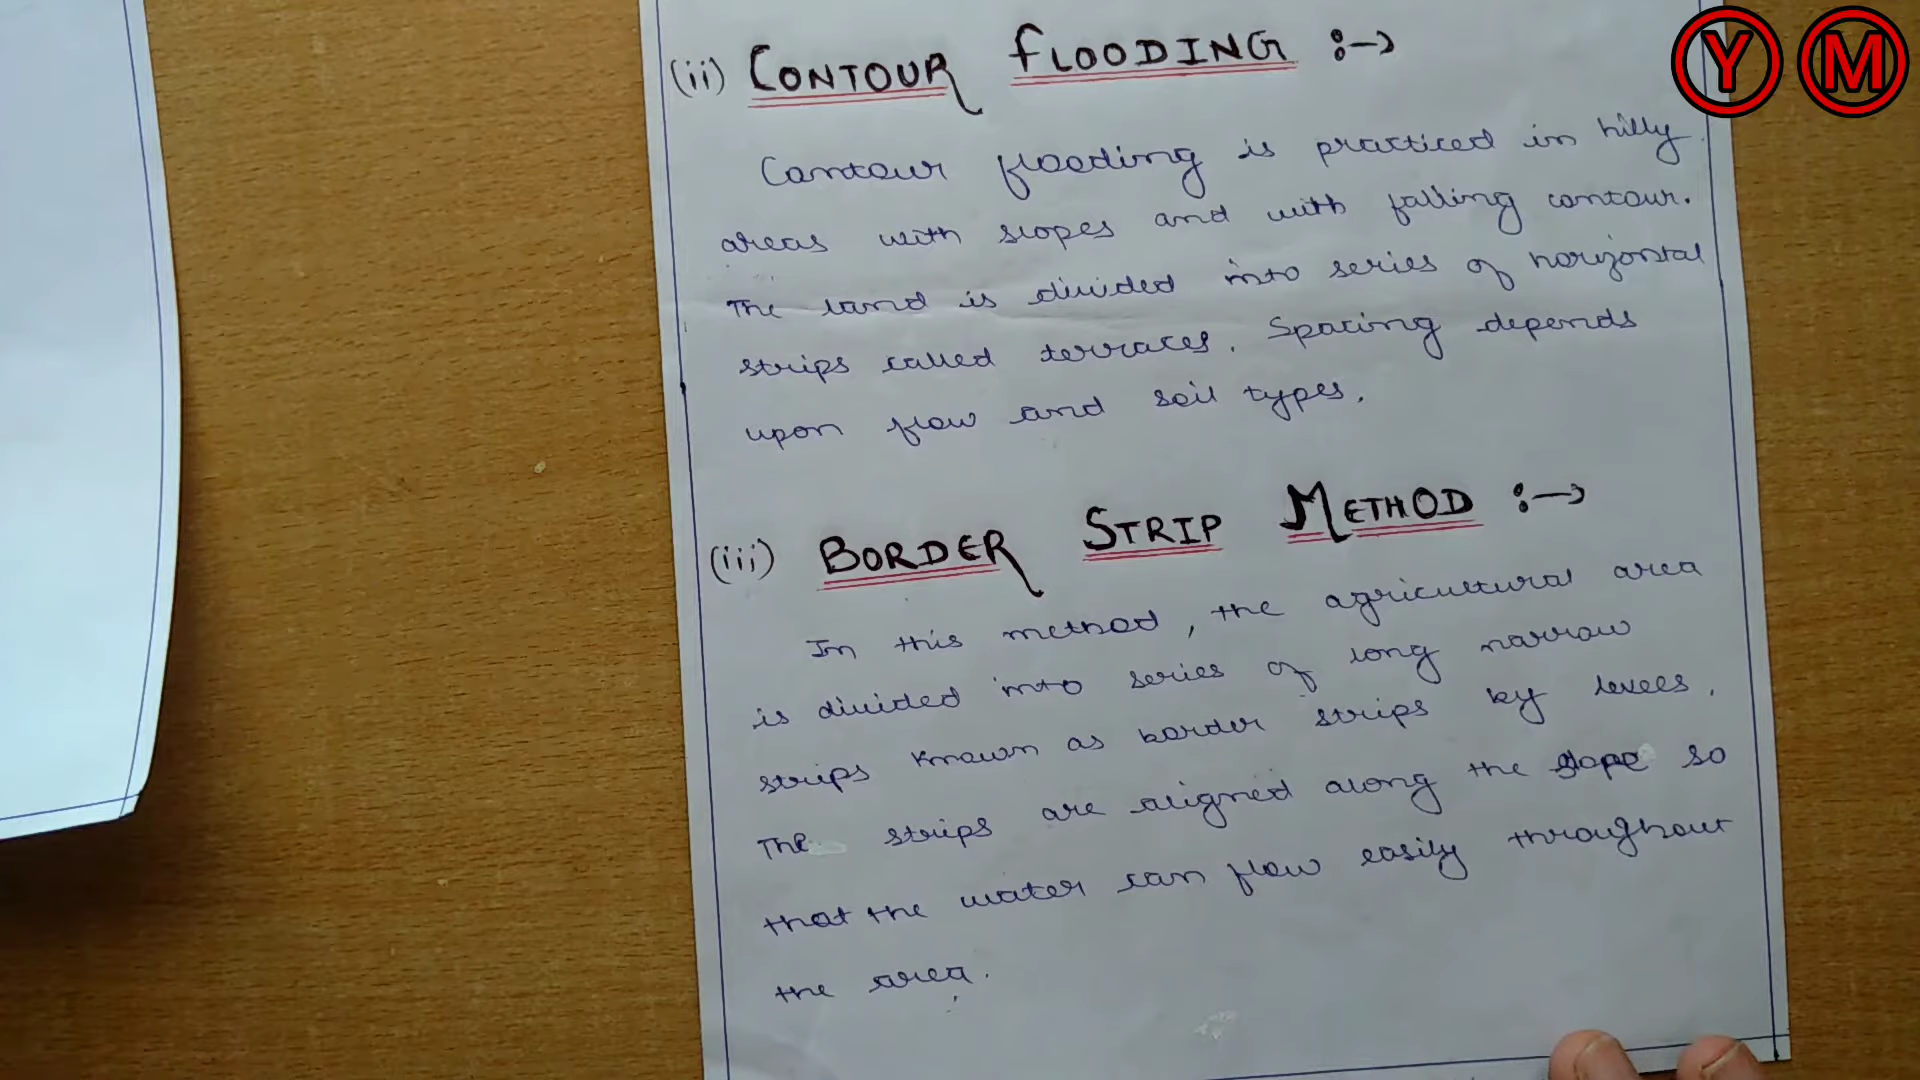 Y M
(ii) CONTOUR FLOODING :→
Contour flooding is practiced in hilly
areas with slopes and with falling contour.
The land is divided into series of horizontal
strips called terraces. Spacing depends
upon flow and soil types.
(iii) BORDER STRIP METHOD :→
In this method, the agricultural area
is divided into series of long narrow
strips known as border strips by levees.
The strips are aligned along the slope so
that the water can flow easily throughout
the area.